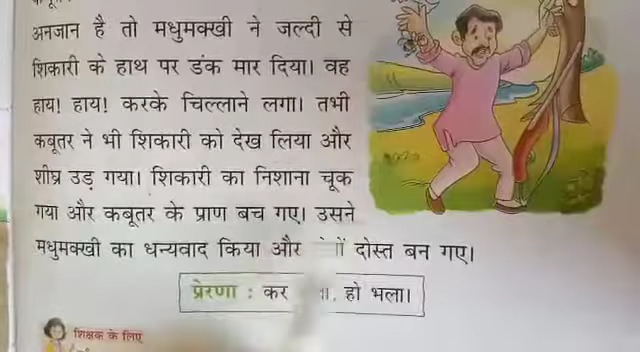 अनजान है तो मधुमक्खी ने जल्दी से
शिकारी के हाथ पर डंक मार दिया। वह
हाय! हाय! करके चिल्लाने लगा। तभी
कबूतर ने भी शिकारी को देख लिया और
शीघ्र उड़ गया। शिकारी का निशाना चूक
गया और कबूतर के प्राण बच गए। उसने
मधुमक्खी का धन्यवाद किया और दोस्त बन गए।
प्रेरणा : कर हो भला।
शिक्षक के लिए